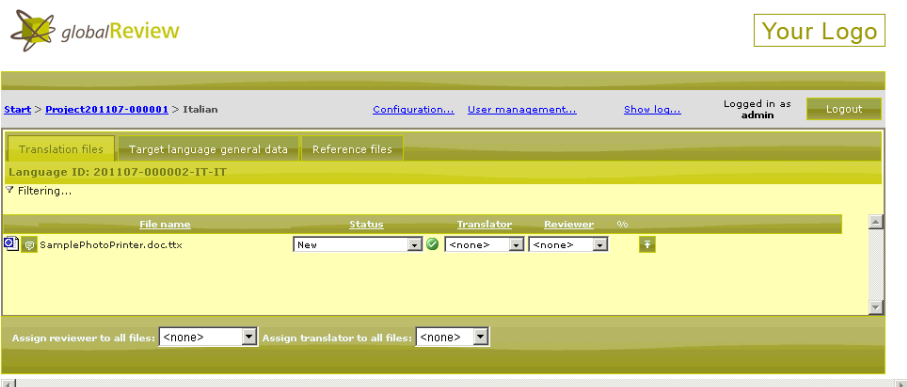 globalReview
Your Logo
Start > Project201107-000001 > Italian
Configuration...
User management...
Show log...
Logged in as
admin
Logout
Translation files
Target language general data
Reference files
Language ID: 201107-000002-IT-IT
Filtering...
File name
Status
Translator
Reviewer
%
SamplePhotoPrinter.doc.ttx
New
<none>
<none>
Assign reviewer to all files: <none>
Assign translator to all files: <none>